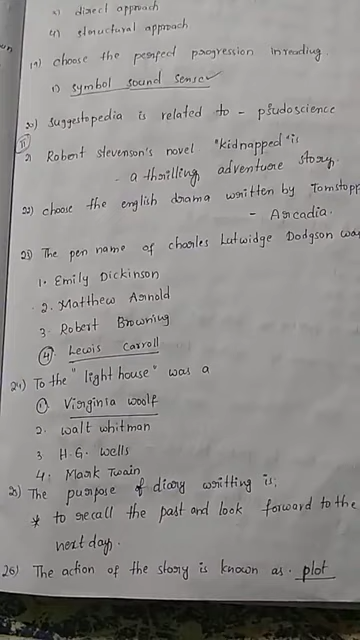 3) direct approach
4) structural approach
19) choose the perfect progression in reading.
1) symbol sound sense
20) Suggestopedia is related to - psudoscience
21) Robert Stevenson's novel "kidnapped" is
- a thrilling adventure story.
22) choose the english drama written by Tomstopp
- Arcadia.
23) The pen name of charles Lutwidge Dodgson was
1. Emily Dickinson
2. Matthew Arnold
3. Robert Browning
4. Lewis Carroll
24) To the "light house" was a
1. Virginia woolf
2. walt whitman
3. H.G. wells
4. Mark Twain
25) The purpose of diary writting is,
* to recall the past and look forward to the
next day.
26) The action of the story is known as. plot